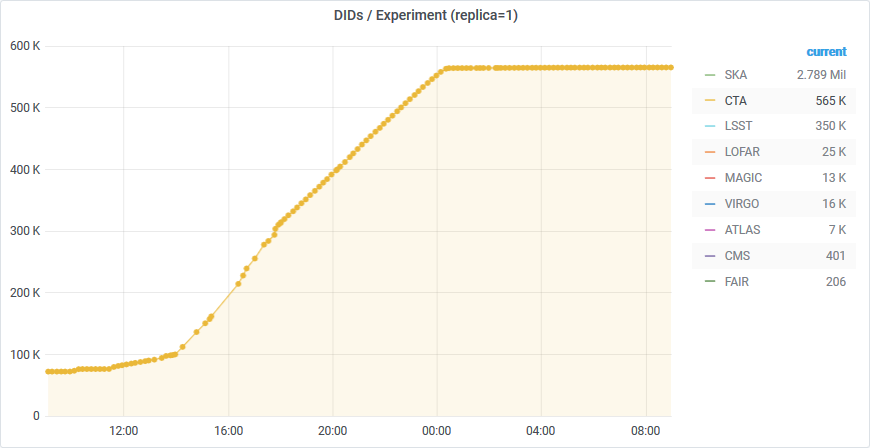 DIDs / Experiment (replica=1)
600 K
500 K
400 K
300 K
200 K
100 K
0
12:00 16:00 20:00 00:00 04:00 08:00
current
SKA 2.789 Mil
CTA 565 K
LSST 350 K
LOFAR 25 K
MAGIC 13 K
VIRGO 16 K
ATLAS 7 K
CMS 401
FAIR 206